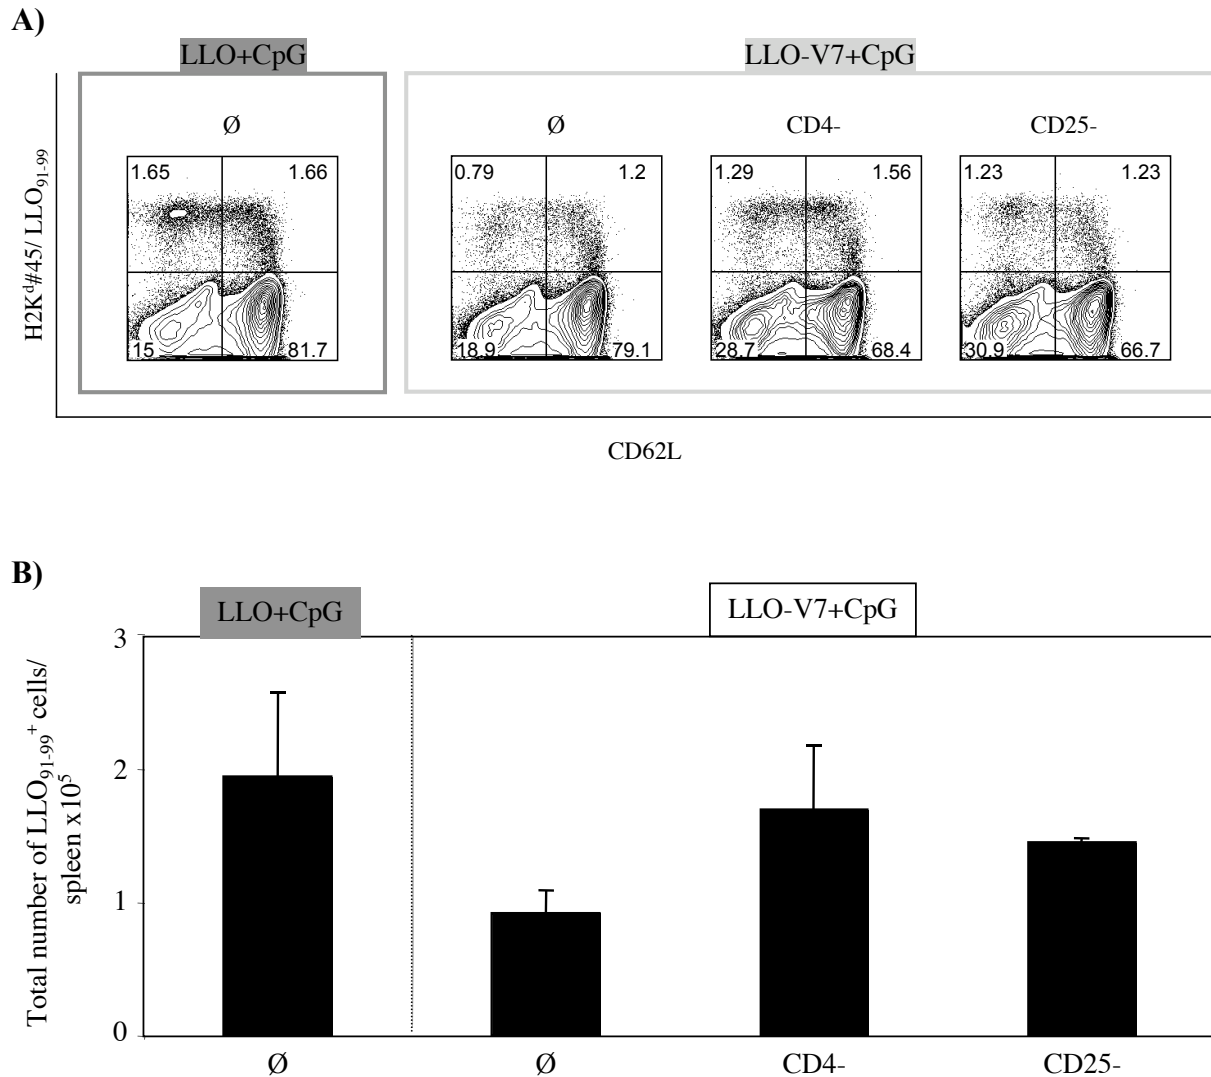 A)
LLO+CpG
LLO-V7+CpG
Ø
Ø
CD4-
CD25-
H2Kᵈ#45/ LLO₉₁₋₉₉
1.65 1.66
15 81.7
0.79 1.2
18.9 79.1
1.29 1.56
28.7 68.4
1.23 1.23
30.9 66.7
CD62L
B)
LLO+CpG
LLO-V7+CpG
Total number of LLO₉₁₋₉₉⁺ cells/
spleen x10⁵
3
2
1
0
Ø
Ø
CD4-
CD25-